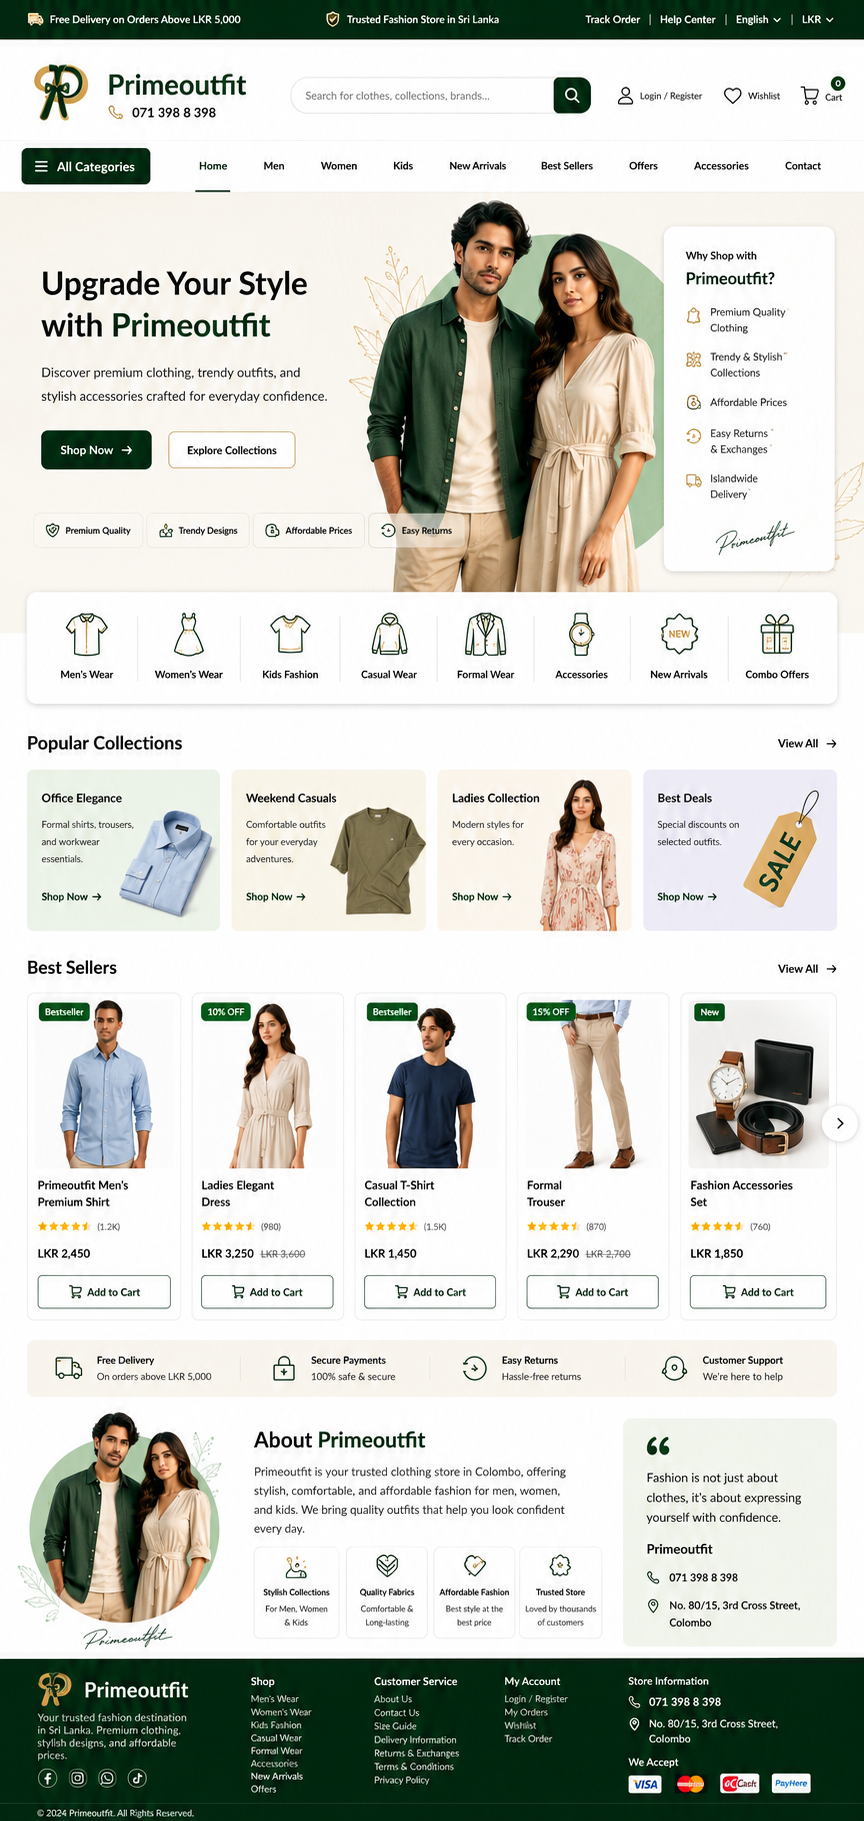 Free Delivery on Orders Above LKR 5,000
Trusted Fashion Store in Sri Lanka
Track Order | Help Center | English | LKR
Primeoutfit
071 398 8 398
Search for clothes, collections, brands...
Login / Register
Wishlist
0
Cart
All Categories
Home Men Women Kids New Arrivals Best Sellers Offers Accessories Contact
Upgrade Your Style
with Primeoutfit
Discover premium clothing, trendy outfits, and
stylish accessories crafted for everyday confidence.
Shop Now
Explore Collections
Premium Quality
Trendy Designs
Affordable Prices
Easy Returns
Why Shop with
Primeoutfit?
Premium Quality
Clothing
Trendy & Stylish
Collections
Affordable Prices
Easy Returns
& Exchanges
Islandwide
Delivery
Primeoutfit
NEW
Men's Wear
Women's Wear
Kids Fashion
Casual Wear
Formal Wear
Accessories
New Arrivals
Combo Offers
Popular Collections
View All
Office Elegance
Formal shirts, trousers,
and workwear
essentials.
Shop Now
Weekend Casuals
Comfortable outfits
for your everyday
adventures.
Shop Now
Ladies Collection
Modern styles for
every occasion.
Shop Now
Best Deals
Special discounts on
selected outfits.
Shop Now
SALE
Best Sellers
View All
Bestseller
Primeoutfit Men's
Premium Shirt
(1.2K)
LKR 2,450
Add to Cart
10% OFF
Ladies Elegant
Dress
(980)
LKR 3,250 LKR 3,600
Add to Cart
Bestseller
Casual T-Shirt
Collection
(1.5K)
LKR 1,450
Add to Cart
15% OFF
Formal
Trouser
(870)
LKR 2,290 LKR 2,700
Add to Cart
New
Fashion Accessories
Set
(760)
LKR 1,850
Add to Cart
Free Delivery
On orders above LKR 5,000
Secure Payments
100% safe & secure
Easy Returns
Hassle-free returns
Customer Support
We're here to help
Primeoutfit
About Primeoutfit
Primeoutfit is your trusted clothing store in Colombo, offering
stylish, comfortable, and affordable fashion for men, women,
and kids. We bring quality outfits that help you look confident
every day.
Stylish Collections
For Men, Women
& Kids
Quality Fabrics
Comfortable &
Long-lasting
Affordable Fashion
Best style at the
best price
Trusted Store
Loved by thousands
of customers
“
Fashion is not just about
clothes, it's about expressing
yourself with confidence.
Primeoutfit
071 398 8 398
No. 80/15, 3rd Cross Street,
Colombo
Primeoutfit
Your trusted fashion destination
in Sri Lanka. Premium clothing,
stylish designs, and affordable
prices.
Shop
Men's Wear
Women's Wear
Kids Fashion
Casual Wear
Formal Wear
Accessories
New Arrivals
Offers
Customer Service
About Us
Contact Us
Size Guide
Delivery Information
Returns & Exchanges
Terms & Conditions
Privacy Policy
My Account
Login / Register
My Orders
Wishlist
Track Order
Store Information
071 398 8 398
No. 80/15, 3rd Cross Street,
Colombo
We Accept
VISA
PayHere
© 2024 Primeoutfit. All Rights Reserved.